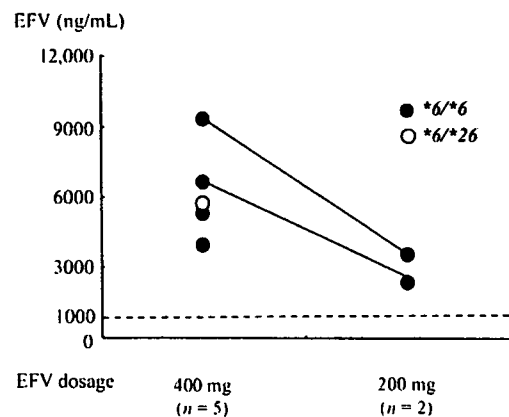 EFV (ng/mL)
12,000
9000
6000
3000
1000
0
*6/*6
*6/*26
EFV dosage
400 mg
200 mg
(n = 5)
(n = 2)